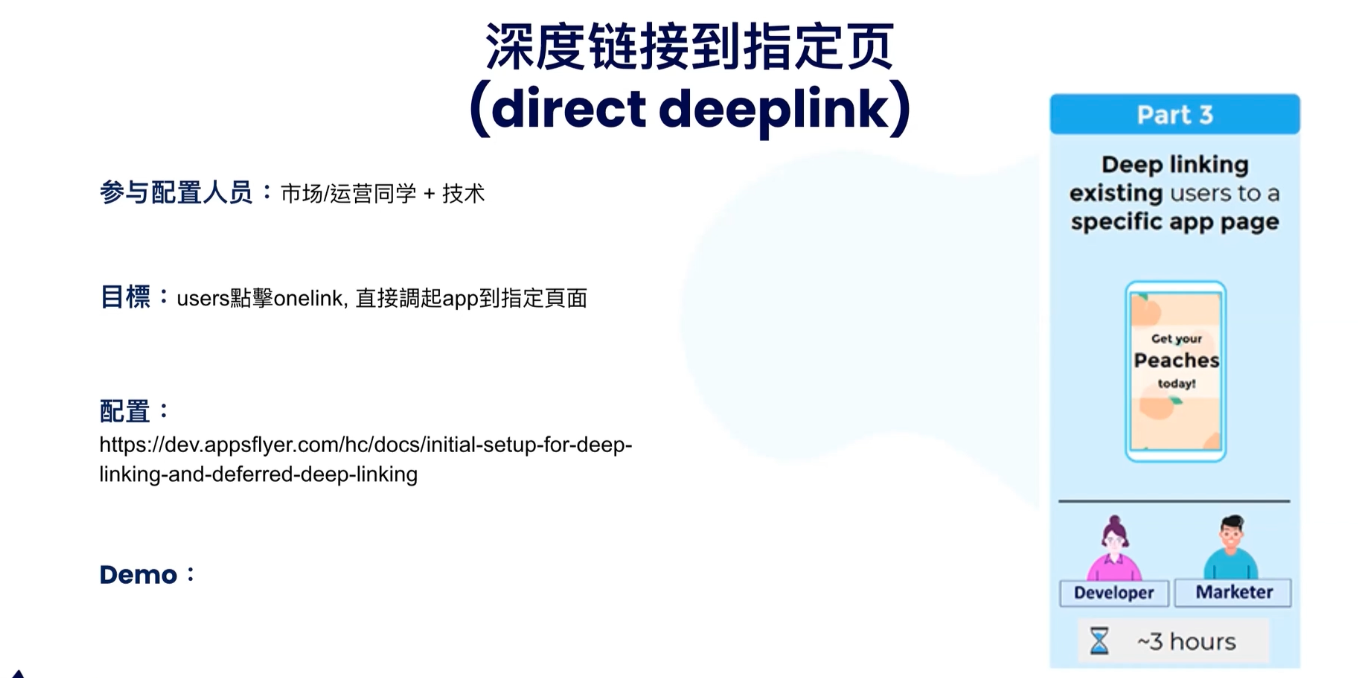 深度链接到指定页
(direct deeplink)
参与配置人员：市场/运营同学 + 技术
目標：users點擊onelink, 直接調起app到指定頁面
配置：
https://dev.appsflyer.com/hc/docs/initial-setup-for-deep-
linking-and-deferred-deep-linking
Demo：
Part 3
Deep linking
existing users to a
specific app page
Get your
Peaches
today!
Developer
Marketer
~3 hours